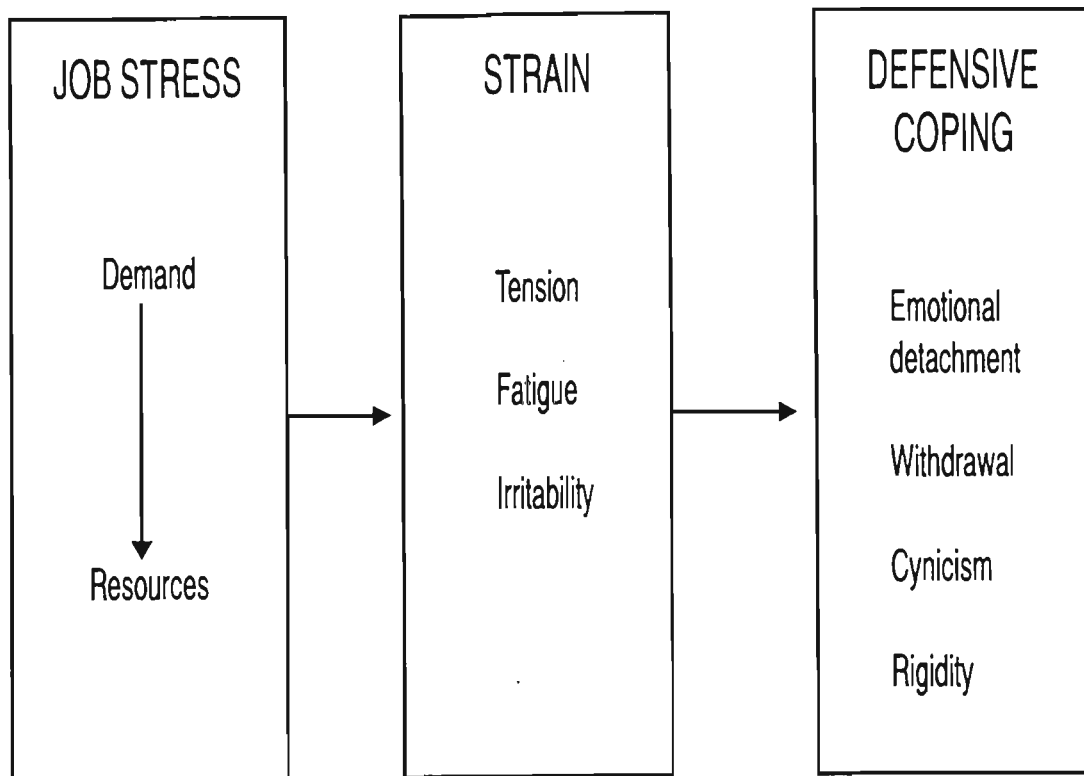 JOB STRESS
Demand
Resources
STRAIN
Tension
Fatigue
Irritability
DEFENSIVE
COPING
Emotional
detachment
Withdrawal
Cynicism
Rigidity